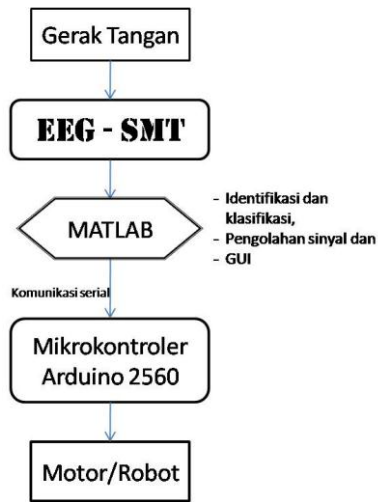 Gerak Tangan
EEG - SMT
MATLAB
- Identifikasi dan
klasifikasi,
- Pengolahan sinyal dan
- GUI
Komunikasi serial
Mikrokontroler
Arduino 2560
Motor/Robot